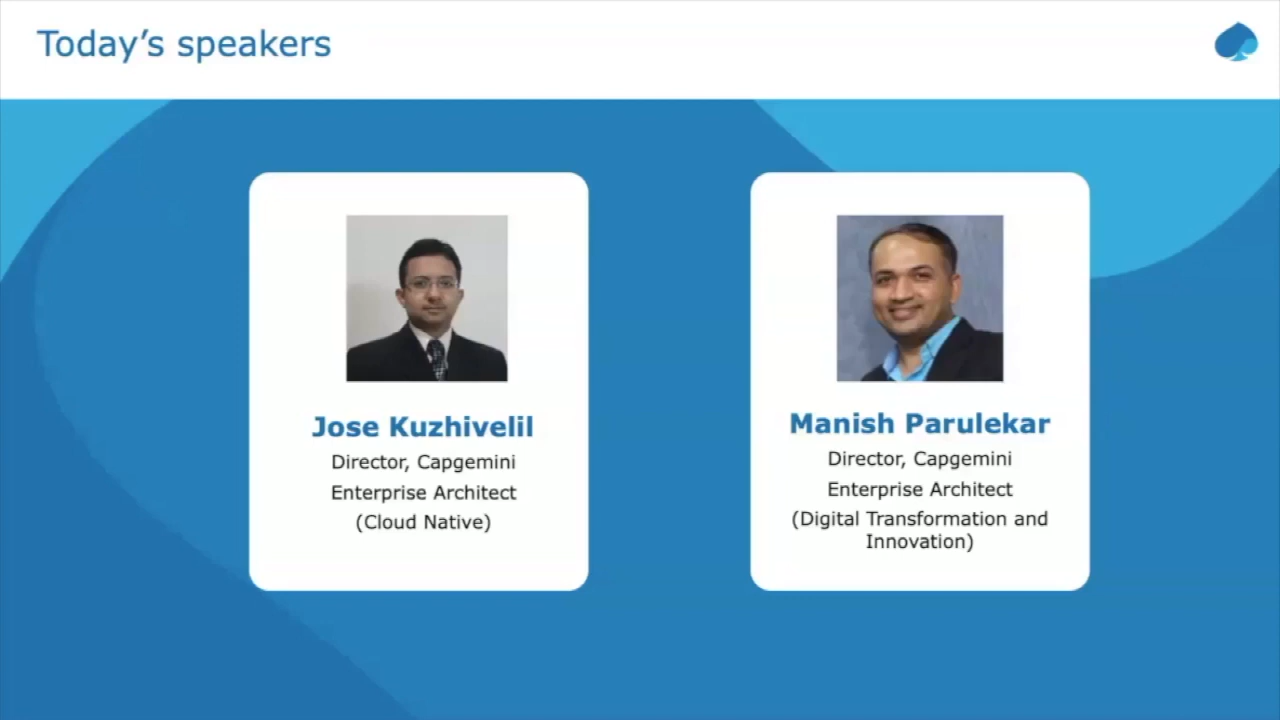 Today’s speakers
Jose Kuzhivelil
Director, Capgemini
Enterprise Architect
(Cloud Native)
Manish Parulekar
Director, Capgemini
Enterprise Architect
(Digital Transformation and
Innovation)